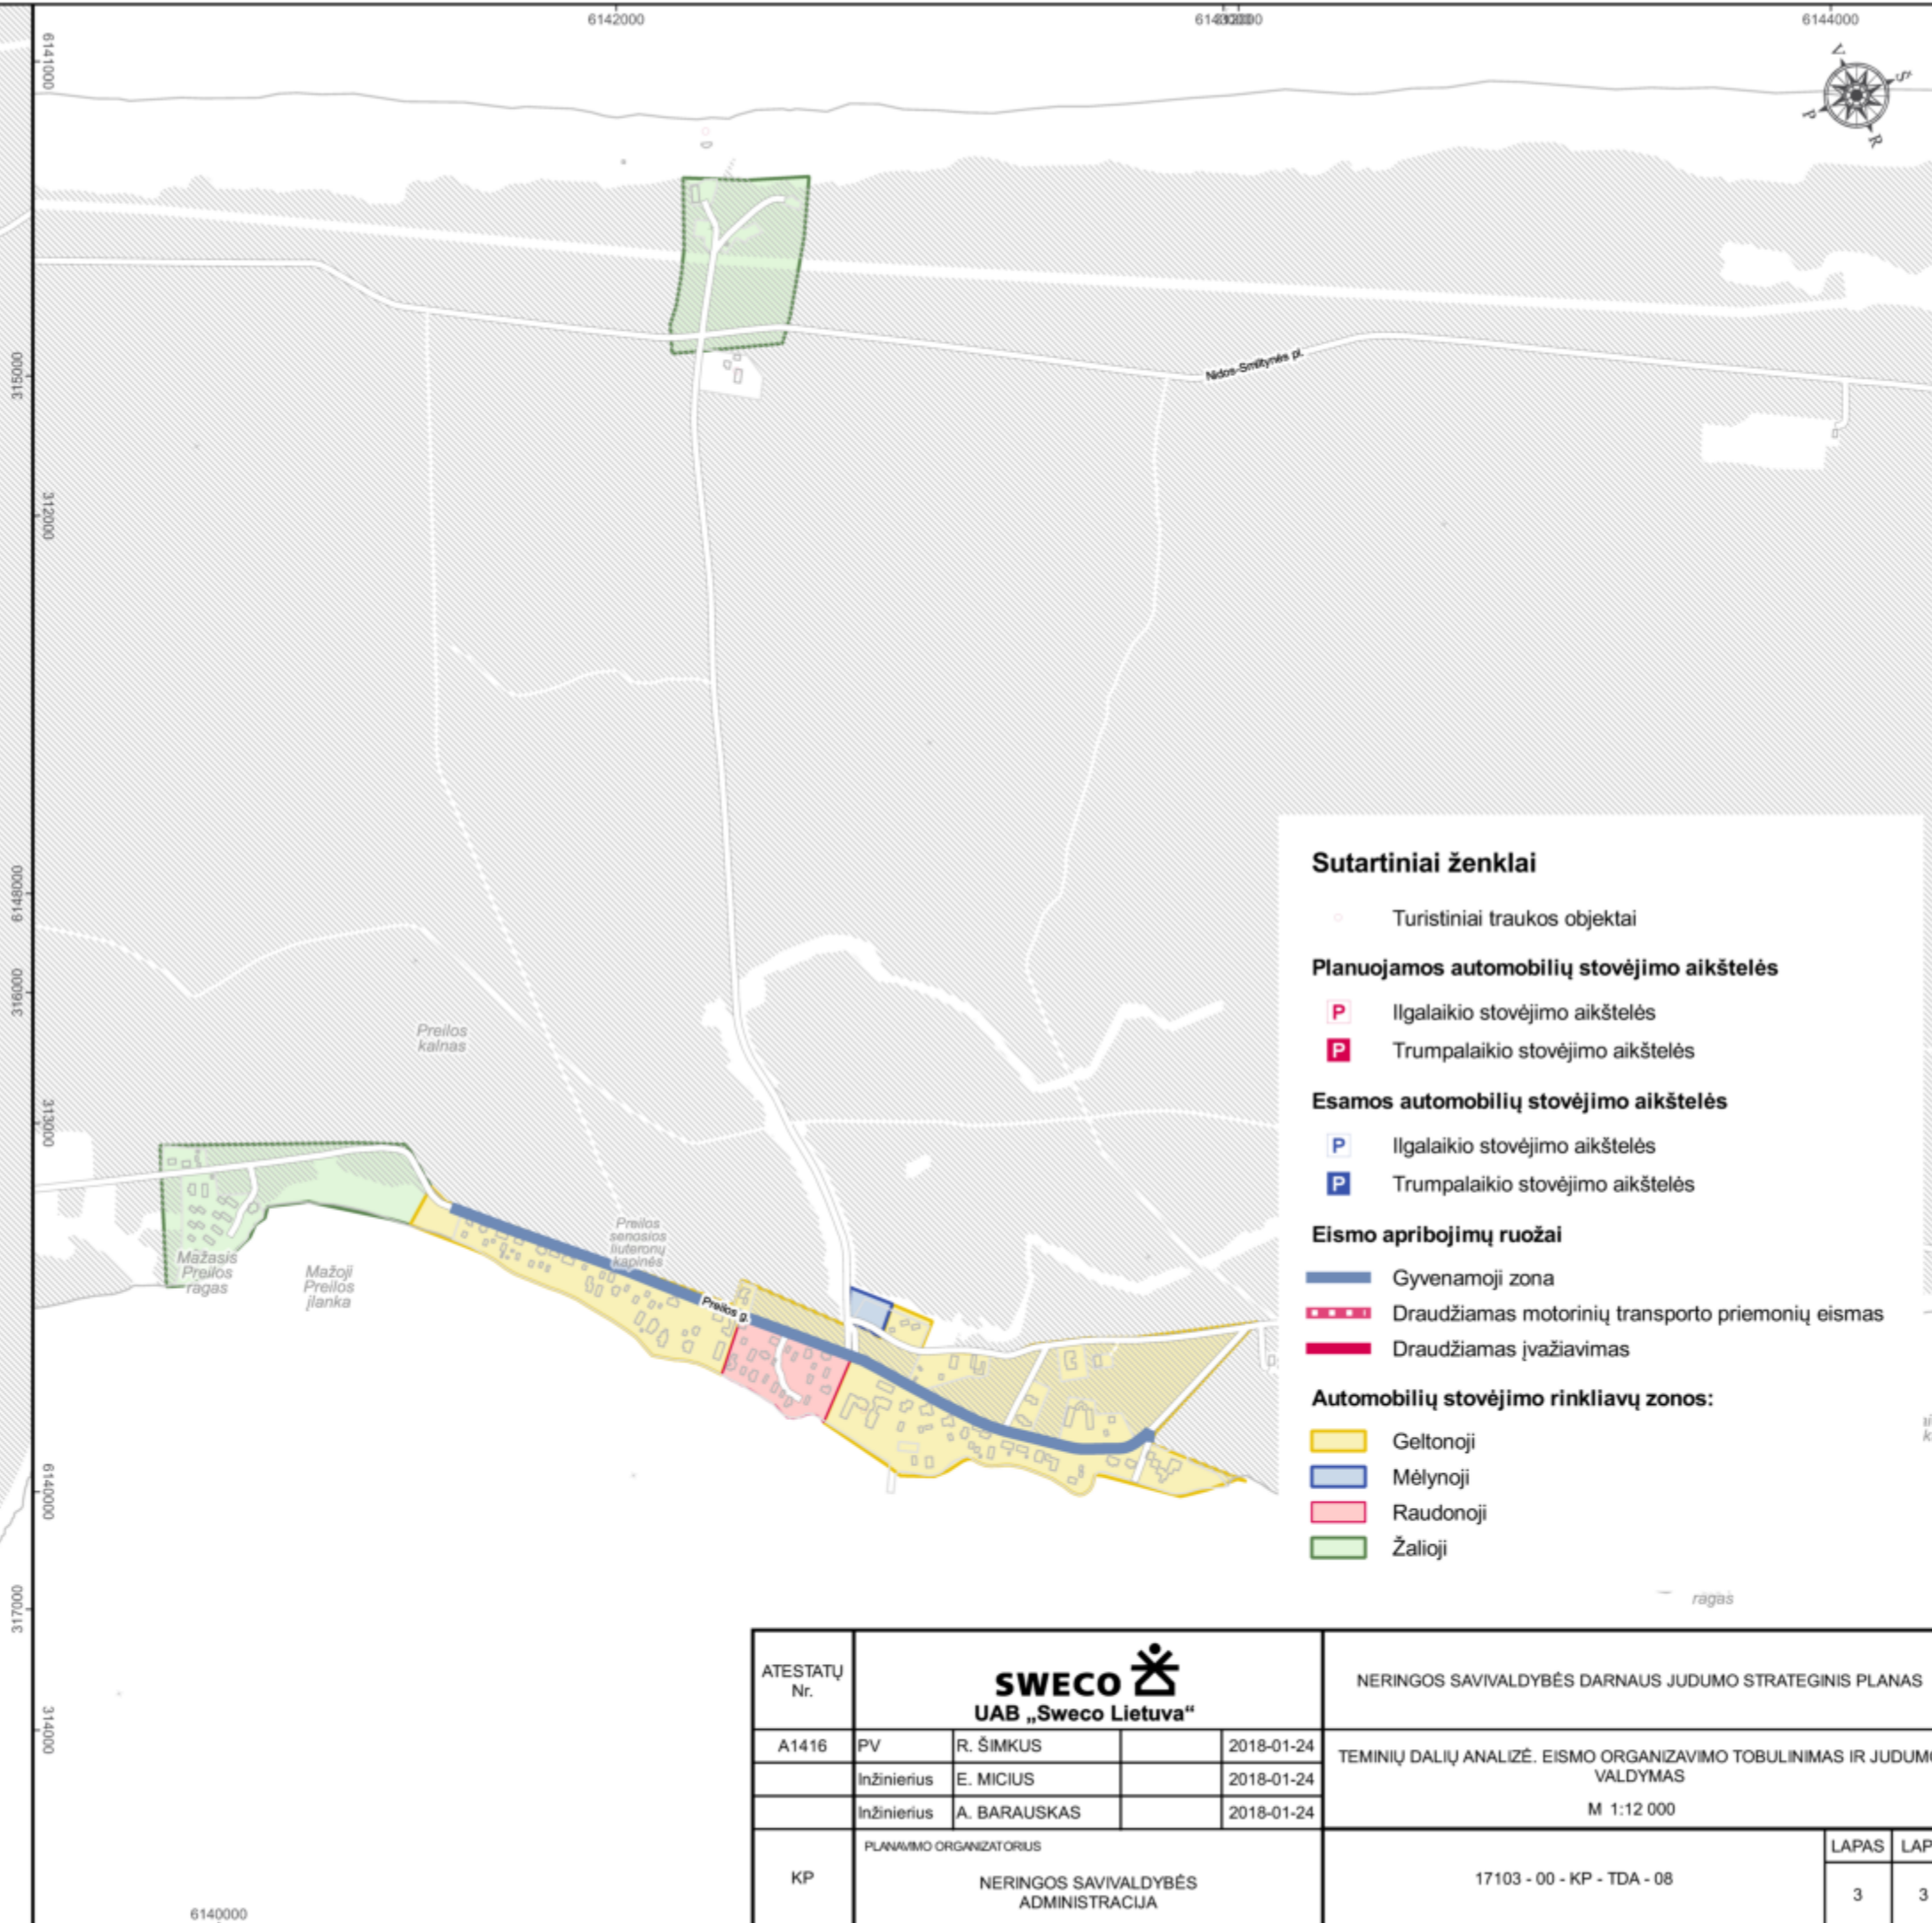 6142000
6144000
6141000
315000
312000
6148000
316000
313000
6140000
317000
314000
6140000
V
Š
P
R
Nidos-Smiltynės pl.
Preilos
kalnas
Preilos
senosios
liuteronų
kapinės
Mažasis
Preilos
ragas
Mažoji
Preilos
įlanka
Preilos g.
Sutartiniai ženklai
Turistiniai traukos objektai
Planuojamos automobilių stovėjimo aikštelės
P Ilgalaikio stovėjimo aikštelės
P Trumpalaikio stovėjimo aikštelės
Esamos automobilių stovėjimo aikštelės
P Ilgalaikio stovėjimo aikštelės
P Trumpalaikio stovėjimo aikštelės
Eismo apribojimų ruožai
Gyvenamoji zona
Draudžiamas motorinių transporto priemonių eismas
Draudžiamas įvažiavimas
Automobilių stovėjimo rinkliavų zonos:
Geltonoji
Mėlynoji
Raudonoji
Žalioji
ragas
ATESTATŲ
Nr.
SWECO
UAB „Sweco Lietuva“
NERINGOS SAVIVALDYBĖS DARNAUS JUDUMO STRATEGINIS PLANAS
A1416 PV R. ŠIMKUS 2018-01-24
Inžinierius E. MICIUS 2018-01-24
Inžinierius A. BARAUSKAS 2018-01-24
TEMINIŲ DALIŲ ANALIZĖ. EISMO ORGANIZAVIMO TOBULINIMAS IR JUDUMO
VALDYMAS
M 1:12 000
KP
PLANAVIMO ORGANIZATORIUS
NERINGOS SAVIVALDYBĖS
ADMINISTRACIJA
17103 - 00 - KP - TDA - 08
LAPAS LAP
3 3